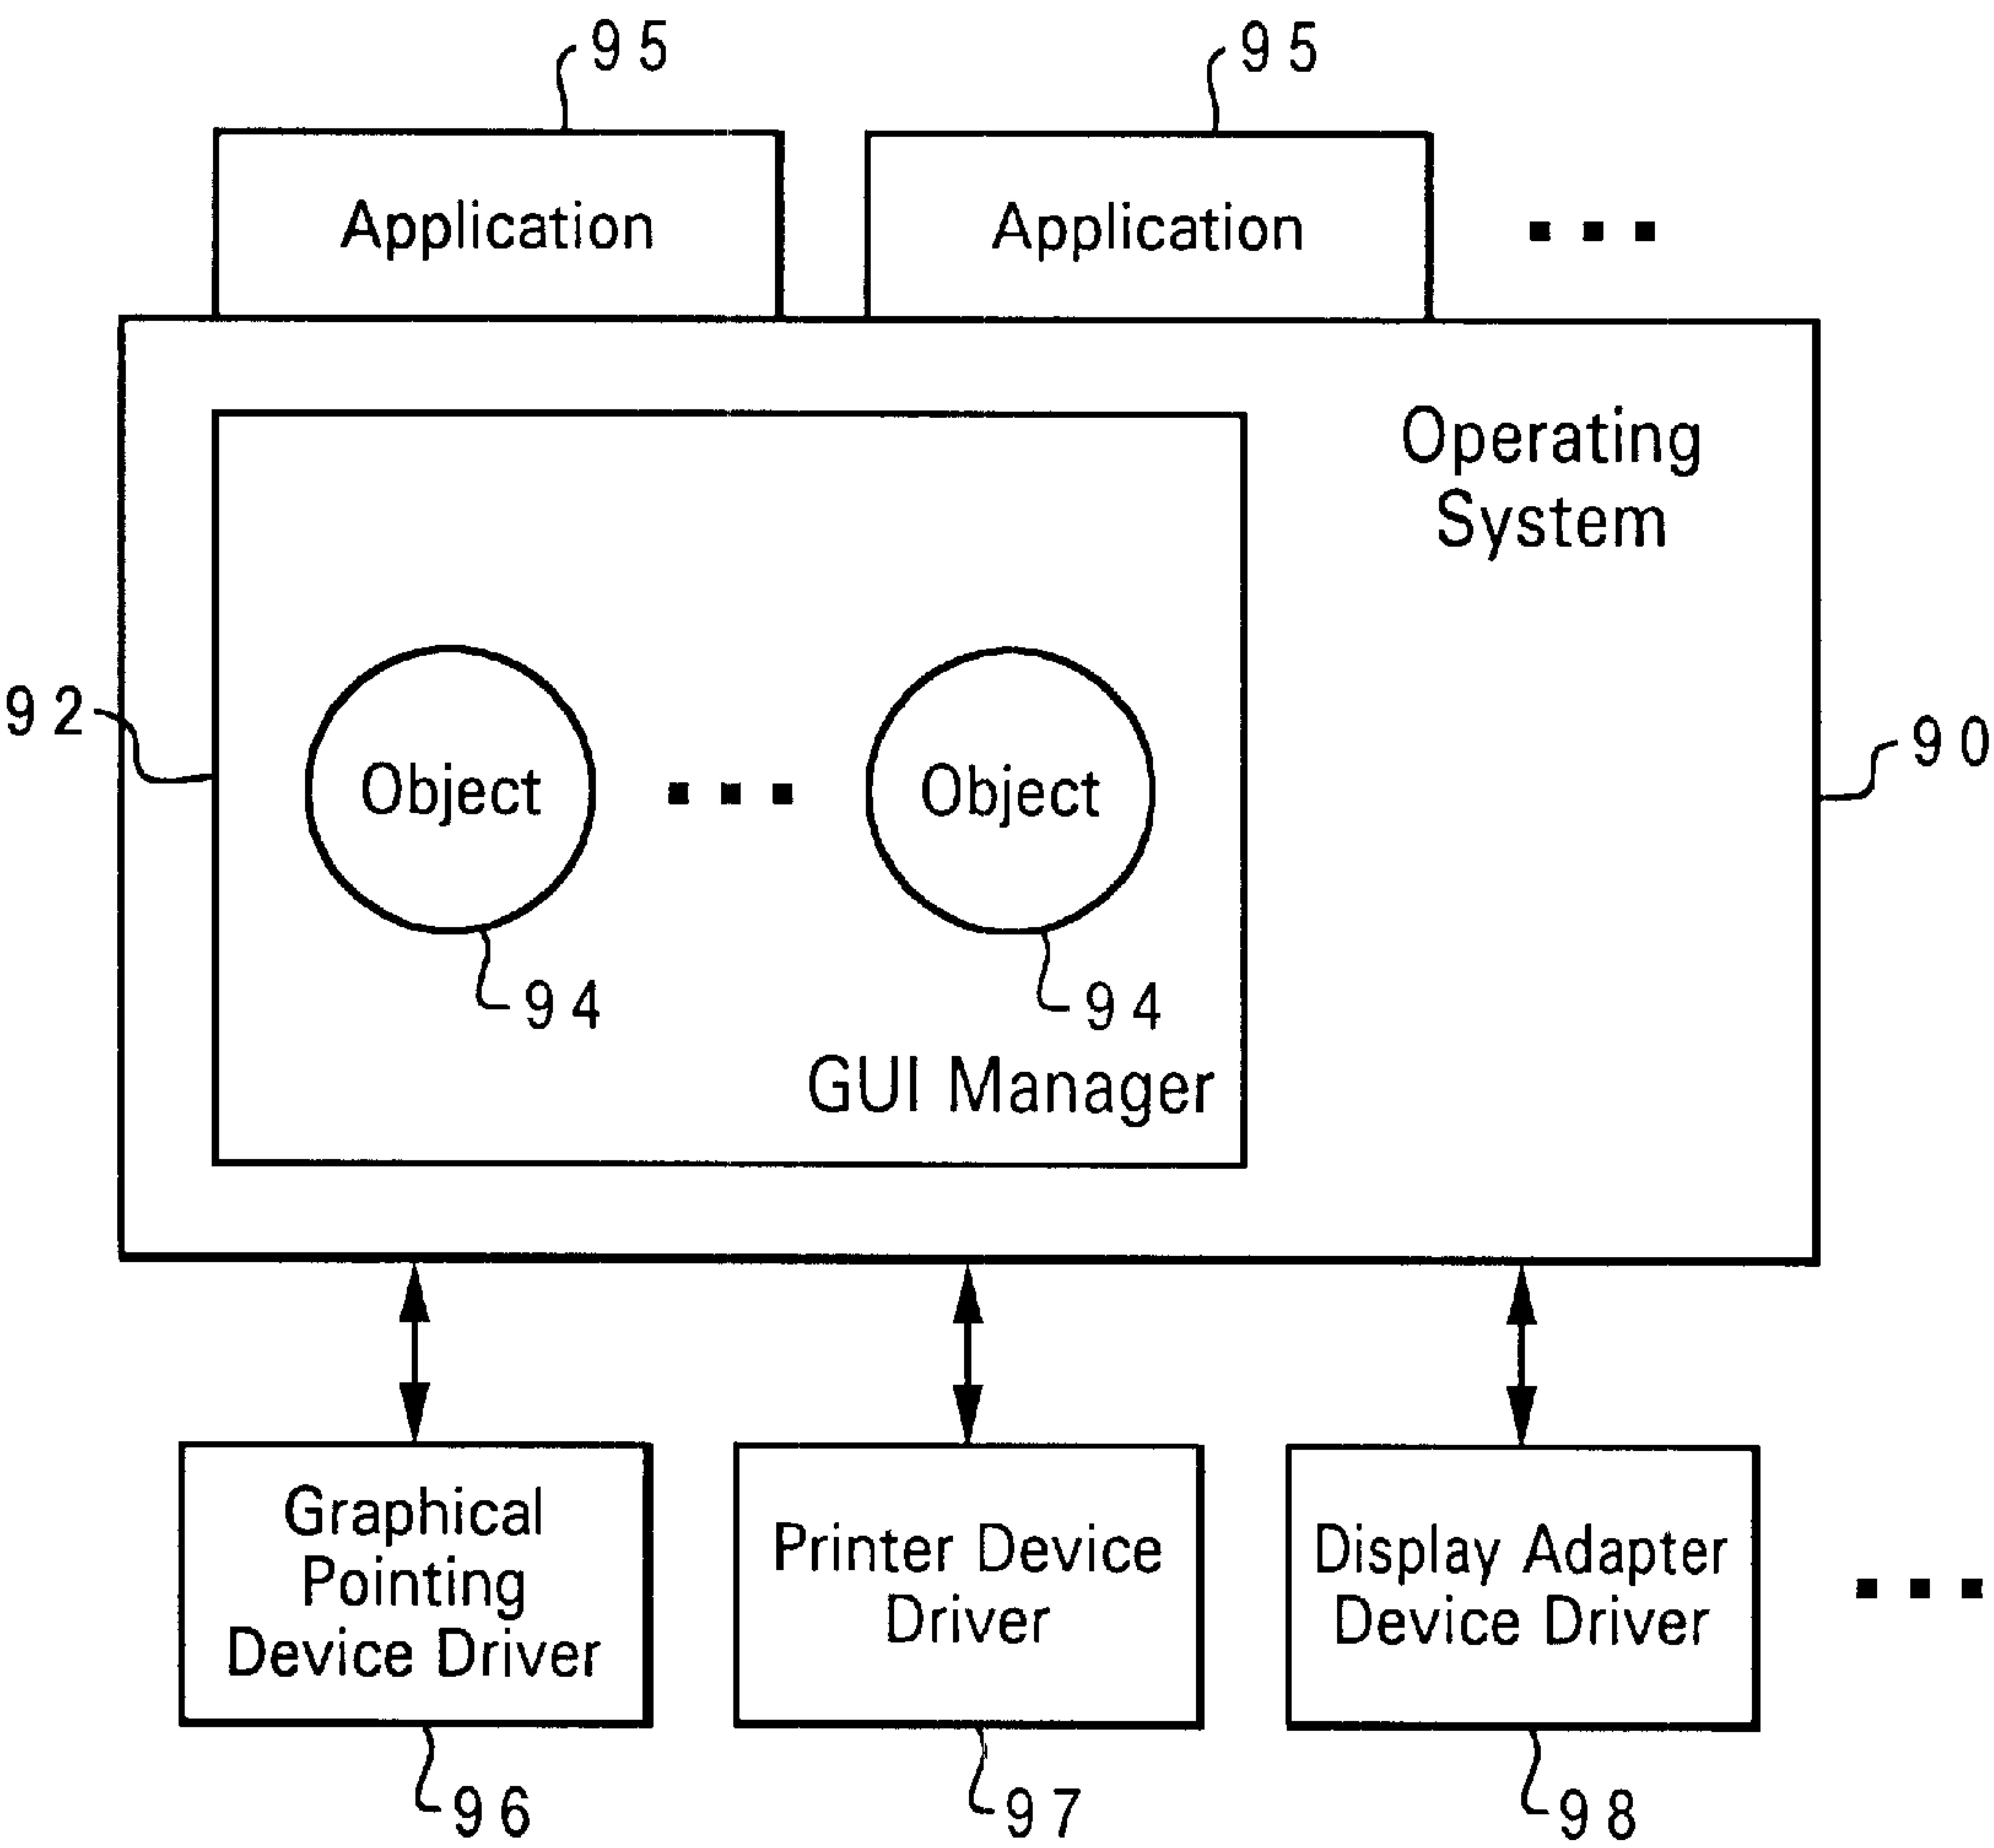 95
95
Application
Application
Operating
System
92
90
Object
Object
94
94
GUI Manager
Graphical
Pointing
Device Driver
Printer Device
Driver
Display Adapter
Device Driver
96
97
98